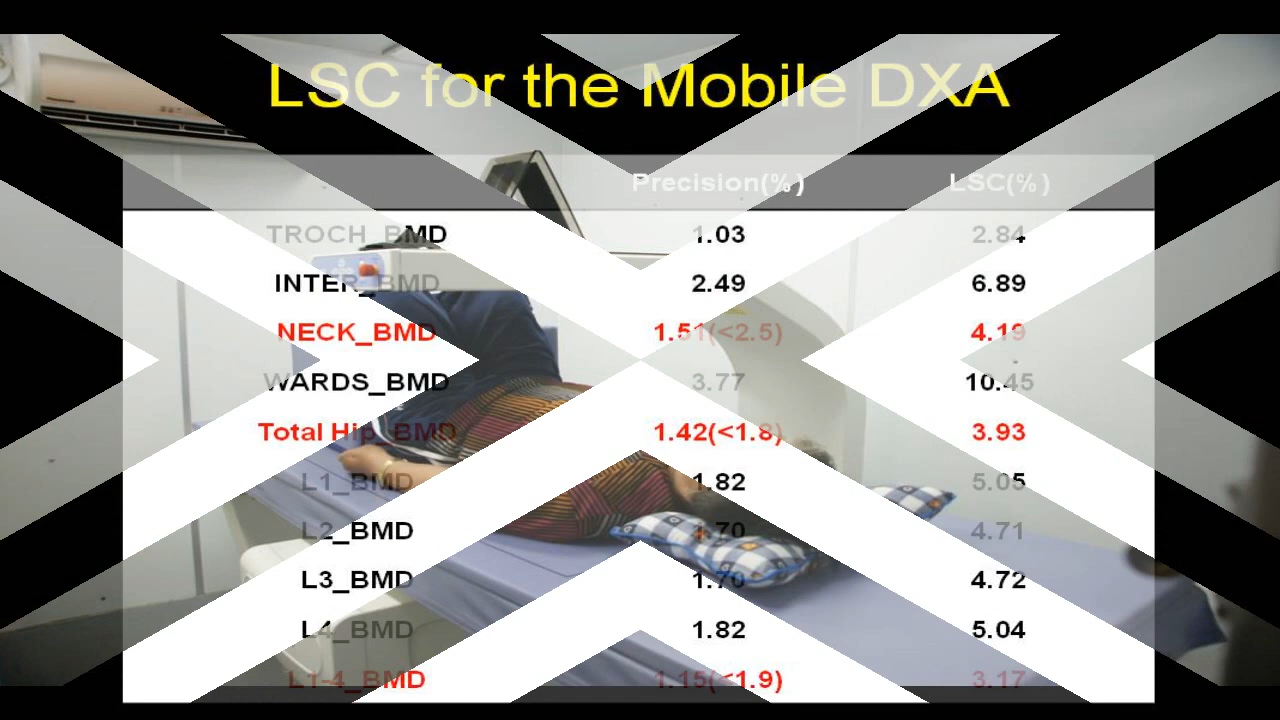 LSC for the Mobile DXA
Precision(%) LSC(%)
TROCH_BMD 1.03 2.84
INTER_BMD 2.49 6.89
NECK_BMD 1.51(<2.5) 4.19
WARDS_BMD 3.77 10.45
Total Hip_BMD 1.42(<1.8) 3.93
L1_BMD 1.82 5.05
L2_BMD 1.70 4.71
L3_BMD 1.70 4.72
L4_BMD 1.82 5.04
L1-4_BMD 1.15(<1.9) 3.17